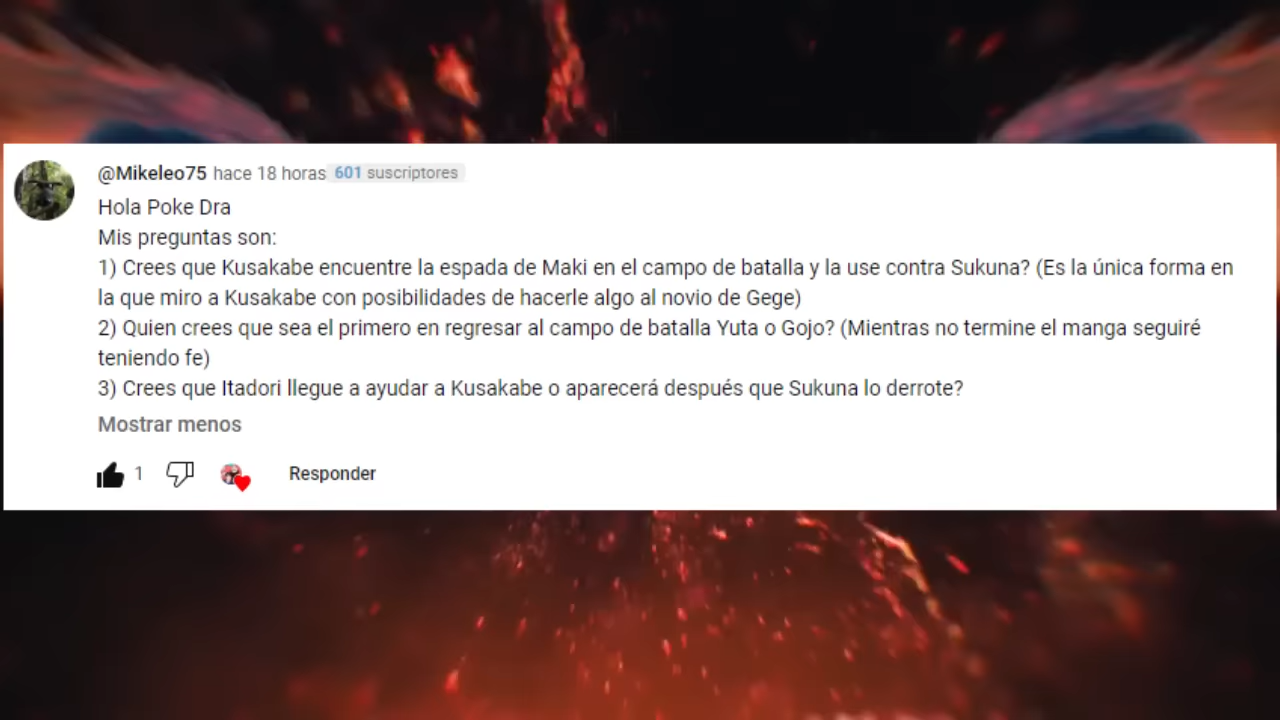 @Mikeleo75 hace 18 horas 601 suscriptores
Hola Poke Dra
Mis preguntas son:
1) Crees que Kusakabe encuentre la espada de Maki en el campo de batalla y la use contra Sukuna? (Es la única forma en
la que miro a Kusakabe con posibilidades de hacerle algo al novio de Gege)
2) Quien crees que sea el primero en regresar al campo de batalla Yuta o Gojo? (Mientras no termine el manga seguiré
teniendo fe)
3) Crees que Itadori llegue a ayudar a Kusakabe o aparecerá después que Sukuna lo derrote?
Mostrar menos
1 Responder